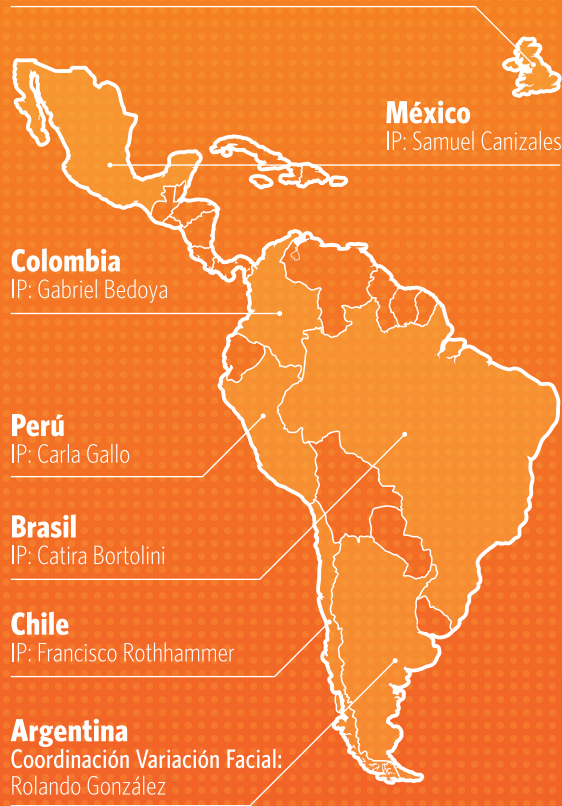 México
IP: Samuel Canizales
Colombia
IP: Gabriel Bedoya
Perú
IP: Carla Gallo
Brasil
IP: Catira Bortolini
Chile
IP: Francisco Rothhammer
Argentina
Coordinación Variación Facial:
Rolando González